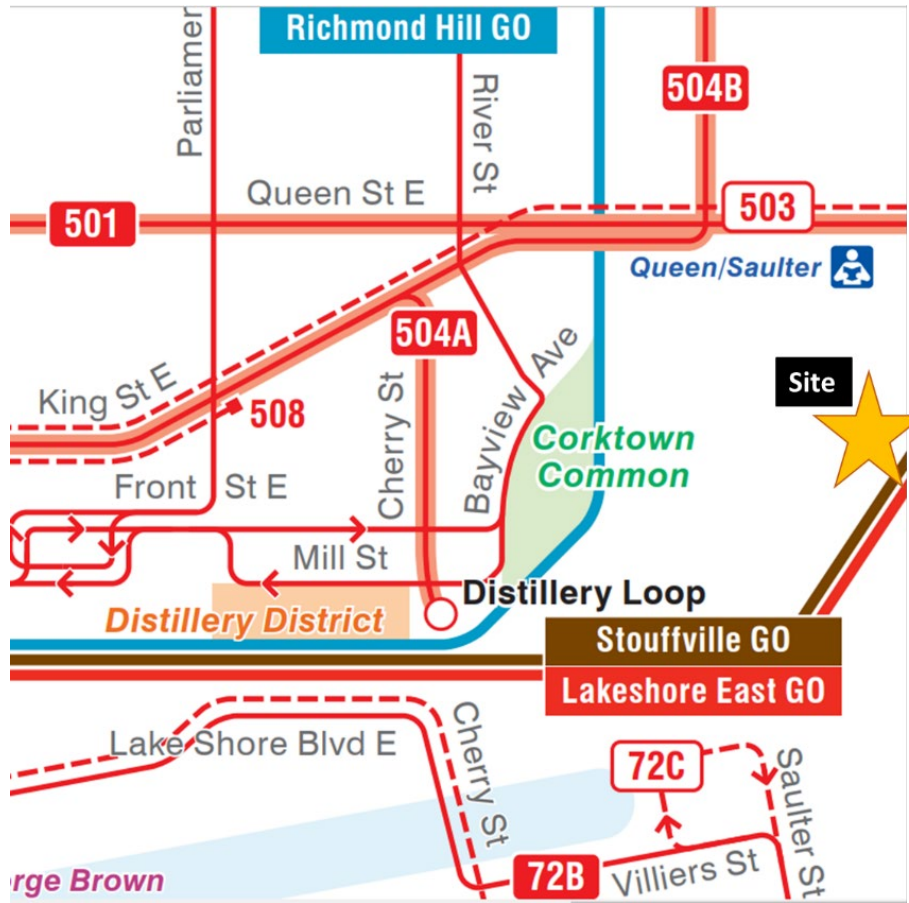 Richmond Hill GO
Parliamen
River St
504B
Queen St E
501
503
Queen/Saulter
504A
Site
King St E
508
Cherry St
Bayview Ave
Corktown
Common
Front St E
Mill St
Distillery Loop
Distillery District
Stouffville GO
Lakeshore East GO
Lake Shore Blvd E
Cherry St
72C
Saulter St
72B
Villiers St
rge Brown